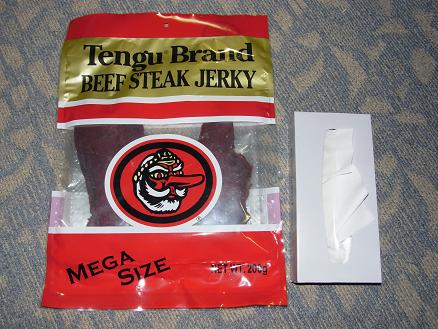 Tengu Brand
BEEF STEAK JERKY
MEGA
SIZE
NET WT. 200g